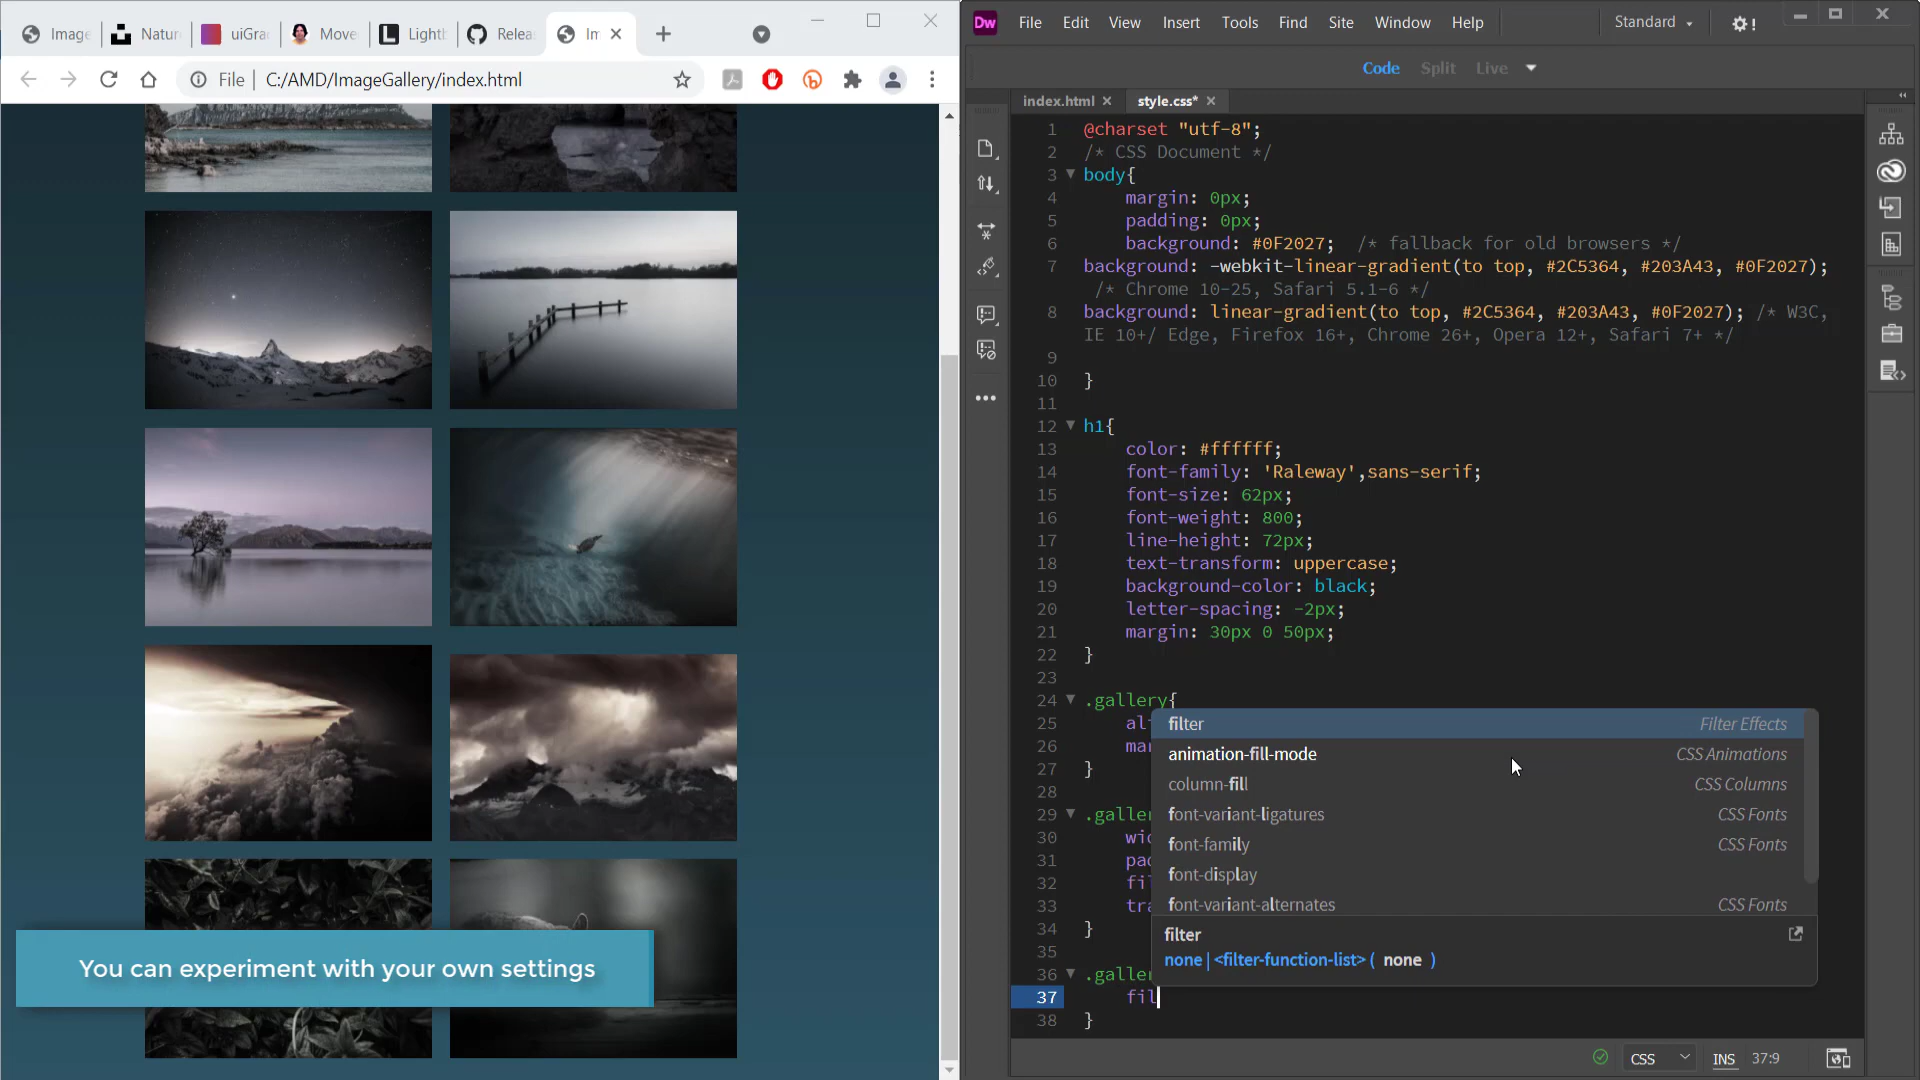 Image
Natur
uiGra
Move
Light
Relea
Im
File
C:/AMD/ImageGallery/index.html
You can experiment with your own settings
Dw
File Edit View Insert Tools Find Site Window Help
Standard
Code Split Live
index.html
style.css*
1 @charset "utf-8";
2 /* CSS Document */
3 body{
4 margin: 0px;
5 padding: 0px;
6 background: #0F2027; /* fallback for old browsers */
7 background: -webkit-linear-gradient(to top, #2C5364, #203A43, #0F2027);
/* Chrome 10-25, Safari 5.1-6 */
8 background: linear-gradient(to top, #2C5364, #203A43, #0F2027); /* W3C,
IE 10+/ Edge, Firefox 16+, Chrome 26+, Opera 12+, Safari 7+ */
9
10 }
11
12 h1{
13 color: #ffffff;
14 font-family: 'Raleway',sans-serif;
15 font-size: 62px;
16 font-weight: 800;
17 line-height: 72px;
18 text-transform: uppercase;
19 background-color: black;
20 letter-spacing: -2px;
21 margin: 30px 0 50px;
22 }
23
24 .gallery{
25 al
26 ma
27 }
28
29 .galle
30 wid
31 pad
32 fi
33 tra
34 }
35
36 .galle
37 fil
38 }
filter Filter Effects
animation-fill-mode CSS Animations
column-fill CSS Columns
font-variant-ligatures CSS Fonts
font-family CSS Fonts
font-display
font-variant-alternates CSS Fonts
filter
none | <filter-function-list> ( none )
CSS INS 37:9